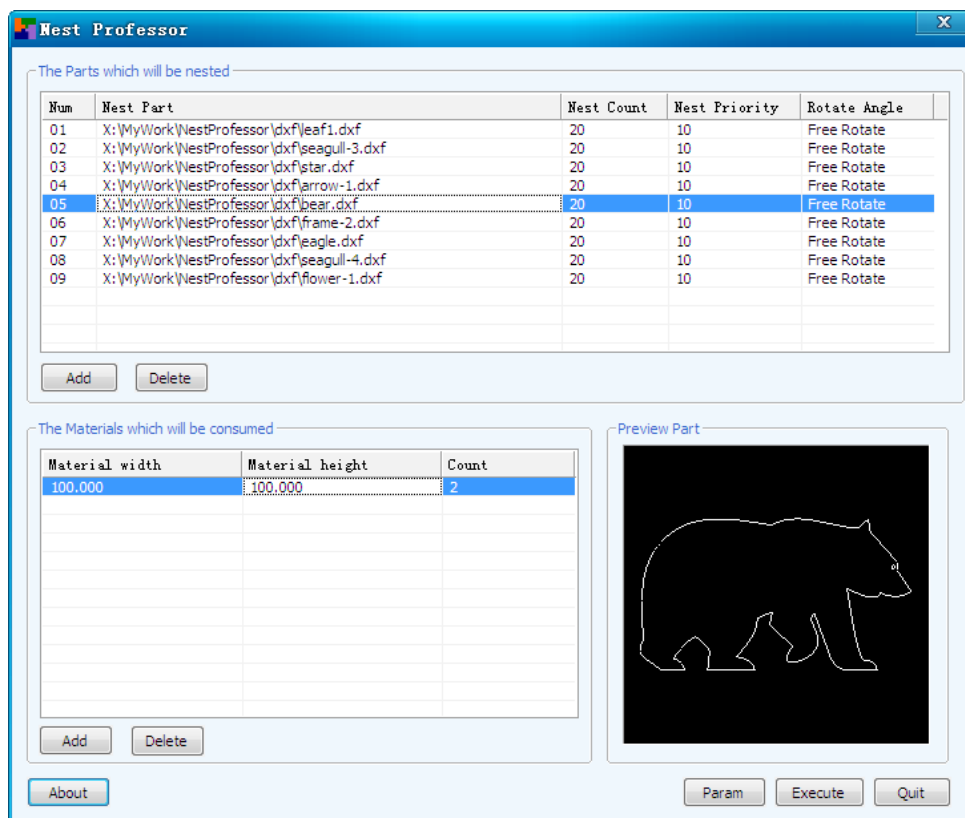 Nest Professor
X
The Parts which will be nested
Num Nest Part Nest Count Nest Priority Rotate Angle
01 X:\MyWork\NestProfessor\dxf\leaf1.dxf 20 10 Free Rotate
02 X:\MyWork\NestProfessor\dxf\seagull-3.dxf 20 10 Free Rotate
03 X:\MyWork\NestProfessor\dxf\star.dxf 20 10 Free Rotate
04 X:\MyWork\NestProfessor\dxf\arrow-1.dxf 20 10 Free Rotate
05 X:\MyWork\NestProfessor\dxf\bear.dxf 20 10 Free Rotate
06 X:\MyWork\NestProfessor\dxf\frame-2.dxf 20 10 Free Rotate
07 X:\MyWork\NestProfessor\dxf\eagle.dxf 20 10 Free Rotate
08 X:\MyWork\NestProfessor\dxf\seagull-4.dxf 20 10 Free Rotate
09 X:\MyWork\NestProfessor\dxf\flower-1.dxf 20 10 Free Rotate
Add Delete
The Materials which will be consumed
Material width Material height Count
100.000 100.000 2
Add Delete
Preview Part
About Param Execute Quit